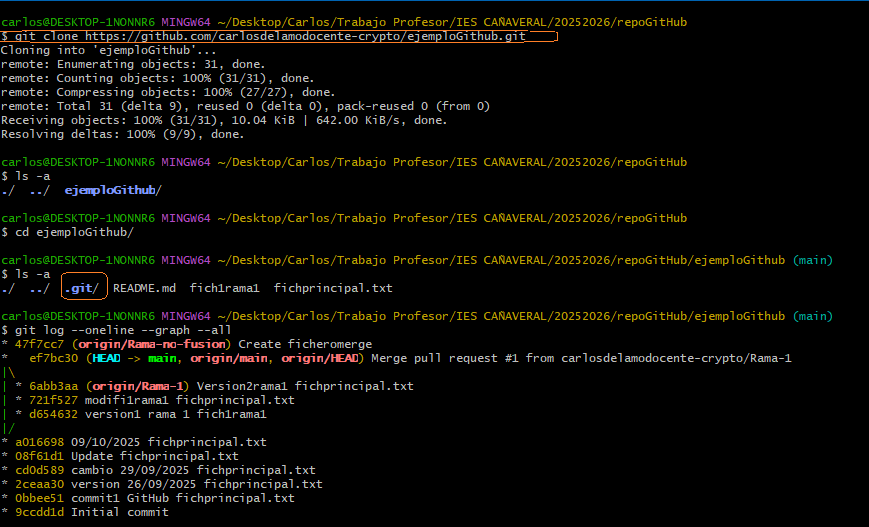 carlos@DESKTOP-1NONNR6 MINGW64 ~/Desktop/Carlos/Trabajo Profesor/IES CAÑAVERAL/20252026/repoGitHub
$ git clone https://github.com/carlosdelamodocente-crypto/ejemploGithub.git
Cloning into 'ejemploGithub'...
remote: Enumerating objects: 31, done.
remote: Counting objects: 100% (31/31), done.
remote: Compressing objects: 100% (27/27), done.
remote: Total 31 (delta 9), reused 0 (delta 0), pack-reused 0 (from 0)
Receiving objects: 100% (31/31), 10.04 KiB | 642.00 KiB/s, done.
Resolving deltas: 100% (9/9), done.
carlos@DESKTOP-1NONNR6 MINGW64 ~/Desktop/Carlos/Trabajo Profesor/IES CAÑAVERAL/20252026/repoGitHub
$ ls -a
./  ../  ejemploGithub/
carlos@DESKTOP-1NONNR6 MINGW64 ~/Desktop/Carlos/Trabajo Profesor/IES CAÑAVERAL/20252026/repoGitHub
$ cd ejemploGithub/
carlos@DESKTOP-1NONNR6 MINGW64 ~/Desktop/Carlos/Trabajo Profesor/IES CAÑAVERAL/20252026/repoGitHub/ejemploGithub (main)
$ ls -a
./  ../  .git/  README.md  fich1rama1  fichprincipal.txt
carlos@DESKTOP-1NONNR6 MINGW64 ~/Desktop/Carlos/Trabajo Profesor/IES CAÑAVERAL/20252026/repoGitHub/ejemploGithub (main)
$ git log --oneline --graph --all
* 47f7cc7 (origin/Rama-no-fusion) Create ficheromerge
*   ef7bc30 (HEAD -> main, origin/main, origin/HEAD) Merge pull request #1 from carlosdelamodocente-crypto/Rama-1
|\
| * 6abb3aa (origin/Rama-1) Version2rama1 fichprincipal.txt
| * 721f527 modifi1rama1 fichprincipal.txt
| * d654632 version1 rama 1 fich1rama1
|/
* a016698 09/10/2025 fichprincipal.txt
* 08f61d1 Update fichprincipal.txt
* cd0d589 cambio 29/09/2025 fichprincipal.txt
* 2ceaa30 version 26/09/2025 fichprincipal.txt
* 0bbee51 commit1 GitHub fichprincipal.txt
* 9ccdd1d Initial commit